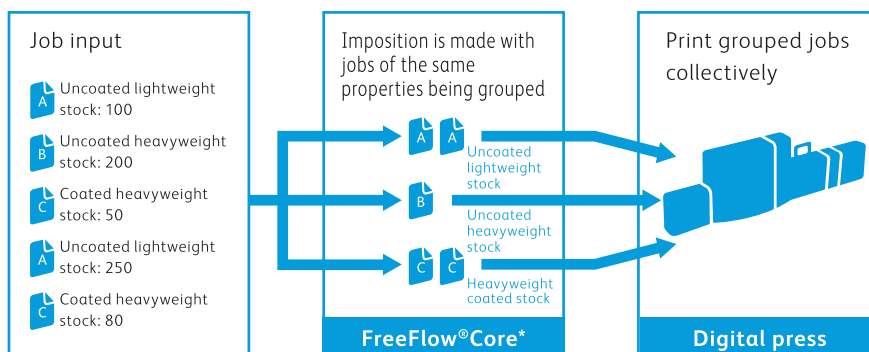 Job input
A
Uncoated lightweight
stock: 100
B
Uncoated heavyweight
stock: 200
C
Coated heavyweight
stock: 50
A
Uncoated lightweight
stock: 250
C
Coated heavyweight
stock: 80
Imposition is made with
jobs of the same
properties being grouped
A A
Uncoated
lightweight
stock
B
Uncoated
heavyweight
stock
C C
Heavyweight
coated stock
FreeFlow®Core*
Print grouped jobs
collectively
Digital press